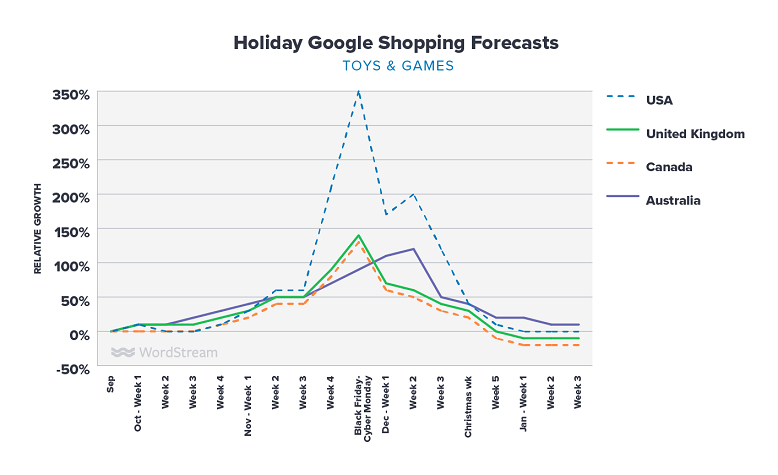 Holiday Google Shopping Forecasts
TOYS & GAMES
350%
300%
250%
200%
150%
100%
50%
0%
-50%
RELATIVE GROWTH
USA
United Kingdom
Canada
Australia
WordStream
Sep
Oct - Week 1
Week 2
Week 3
Week 4
Nov - Week 1
Week 2
Week 3
Week 4
Black Friday-
Cyber Monday
Dec - Week 1
Week 2
Week 3
Christmas wk
Week 5
Jan - Week 1
Week 2
Week 3